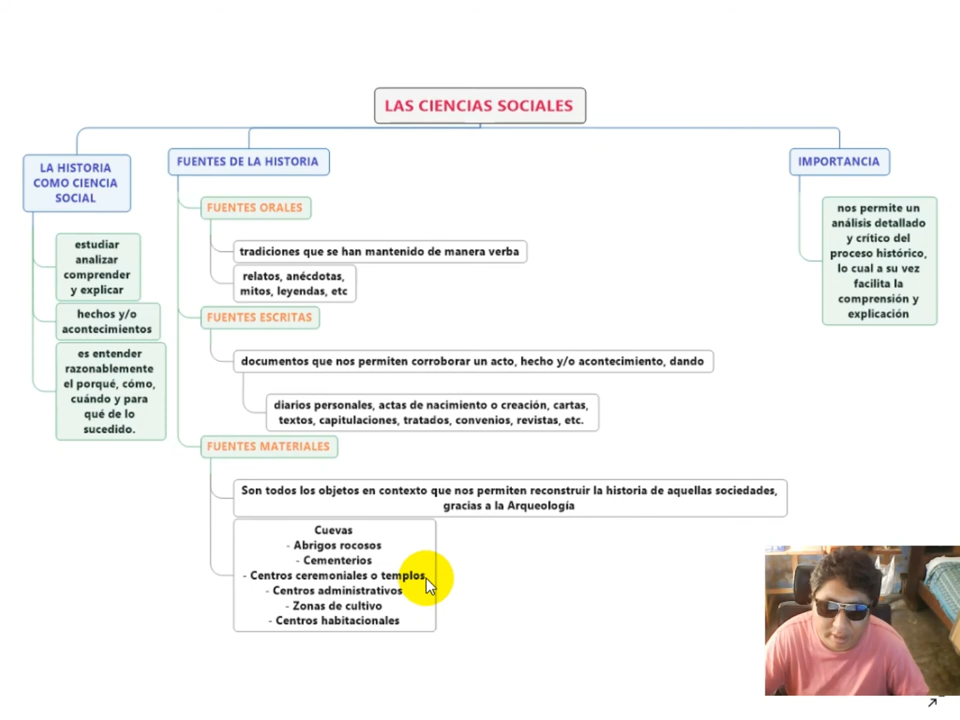 LAS CIENCIAS SOCIALES
LA HISTORIA
COMO CIENCIA
SOCIAL
estudiar
analizar
comprender
y explicar
hechos y/o
acontecimientos
es entender
razonablemente
el porqué, cómo,
cuándo y para
qué de lo
sucedido.
FUENTES DE LA HISTORIA
FUENTES ORALES
tradiciones que se han mantenido de manera verba
relatos, anécdotas,
mitos, leyendas, etc
FUENTES ESCRITAS
documentos que nos permiten corroborar un acto, hecho y/o acontecimiento, dando
diarios personales, actas de nacimiento o creación, cartas,
textos, capitulaciones, tratados, convenios, revistas, etc.
FUENTES MATERIALES
Son todos los objetos en contexto que nos permiten reconstruir la historia de aquellas sociedades,
gracias a la Arqueología
Cuevas
- Abrigos rocosos
- Cementerios
- Centros ceremoniales o templos,
- Centros administrativos
- Zonas de cultivo
- Centros habitacionales
IMPORTANCIA
nos permite un
análisis detallado
y crítico del
proceso histórico,
lo cual a su vez
facilita la
comprensión y
explicación